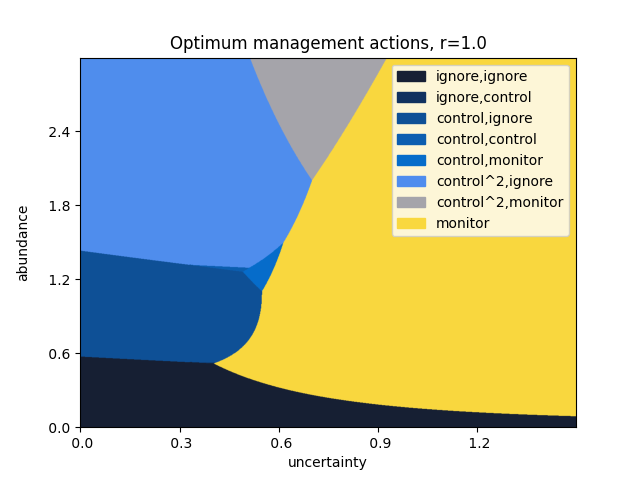 Optimum management actions, r=1.0
ignore,ignore
ignore,control
control,ignore
control,control
control,monitor
control^2,ignore
control^2,monitor
monitor
abundance
2.4
1.8
1.2
0.6
0.0
0.0 0.3 0.6 0.9 1.2
uncertainty